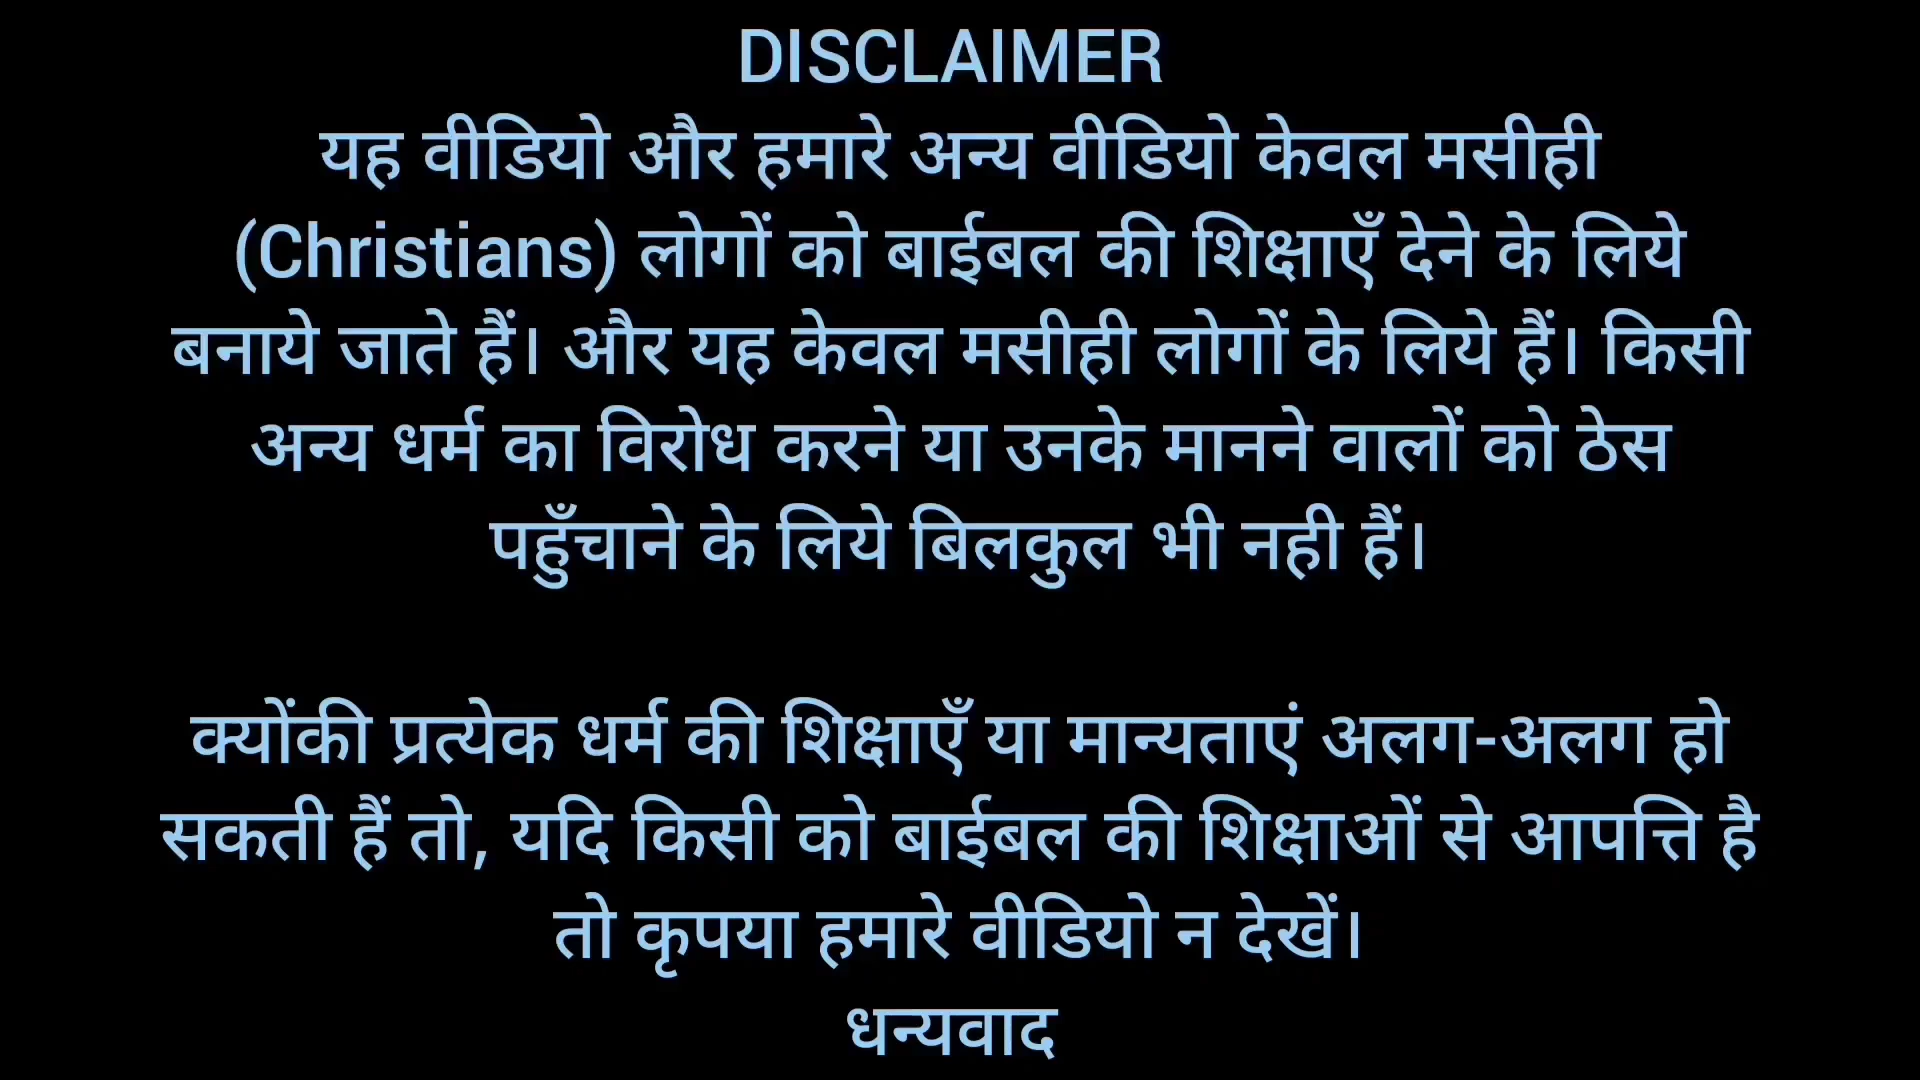 DISCLAIMER
यह वीडियो और हमारे अन्य वीडियो केवल मसीही
(Christians) लोगों को बाईबल की शिक्षाएँ देने के लिये
बनाये जाते हैं। और यह केवल मसीही लोगों के लिये हैं। किसी
अन्य धर्म का विरोध करने या उनके मानने वालों को ठेस
पहुँचाने के लिये बिलकुल भी नही हैं।
क्योंकी प्रत्येक धर्म की शिक्षाएँ या मान्यताएं अलग-अलग हो
सकती हैं तो, यदि किसी को बाईबल की शिक्षाओं से आपत्ति है
तो कृपया हमारे वीडियो न देखें।
धन्यवाद